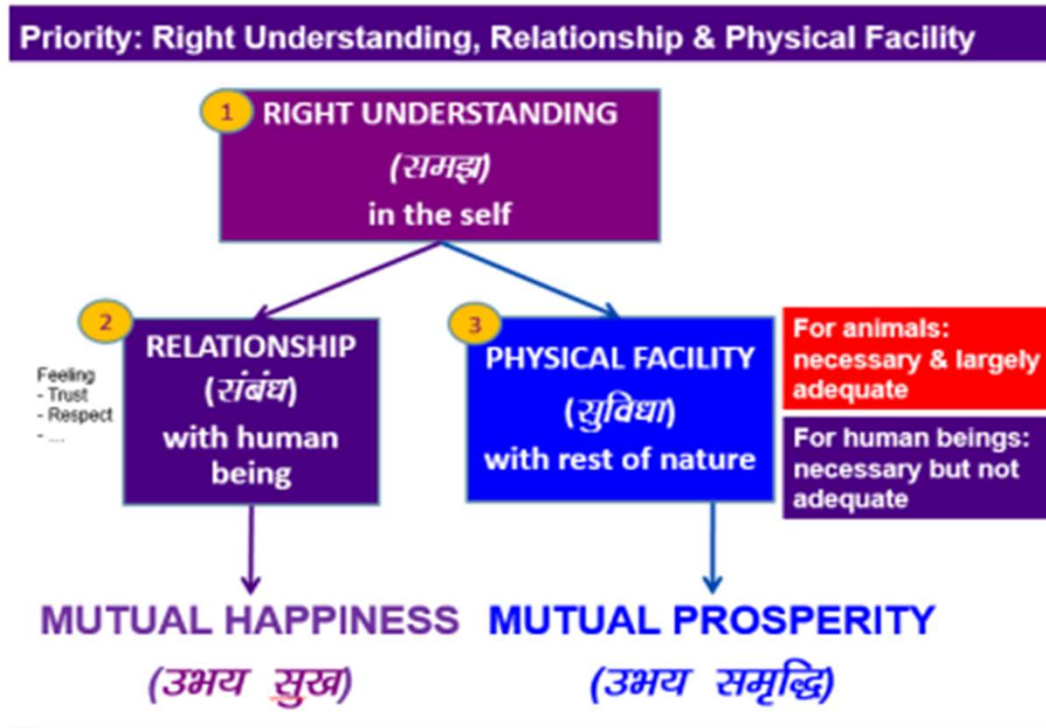 Priority: Right Understanding, Relationship & Physical Facility
1
RIGHT UNDERSTANDING
(समझ)
in the self
2
RELATIONSHIP
(संबंध)
with human
being
Feeling
- Trust
- Respect
- ....
3
PHYSICAL FACILITY
(सुविधा)
with rest of nature
For animals:
necessary & largely
adequate
For human beings:
necessary but not
adequate
MUTUAL HAPPINESS
(उभय सुख)
MUTUAL PROSPERITY
(उभय समृद्धि)